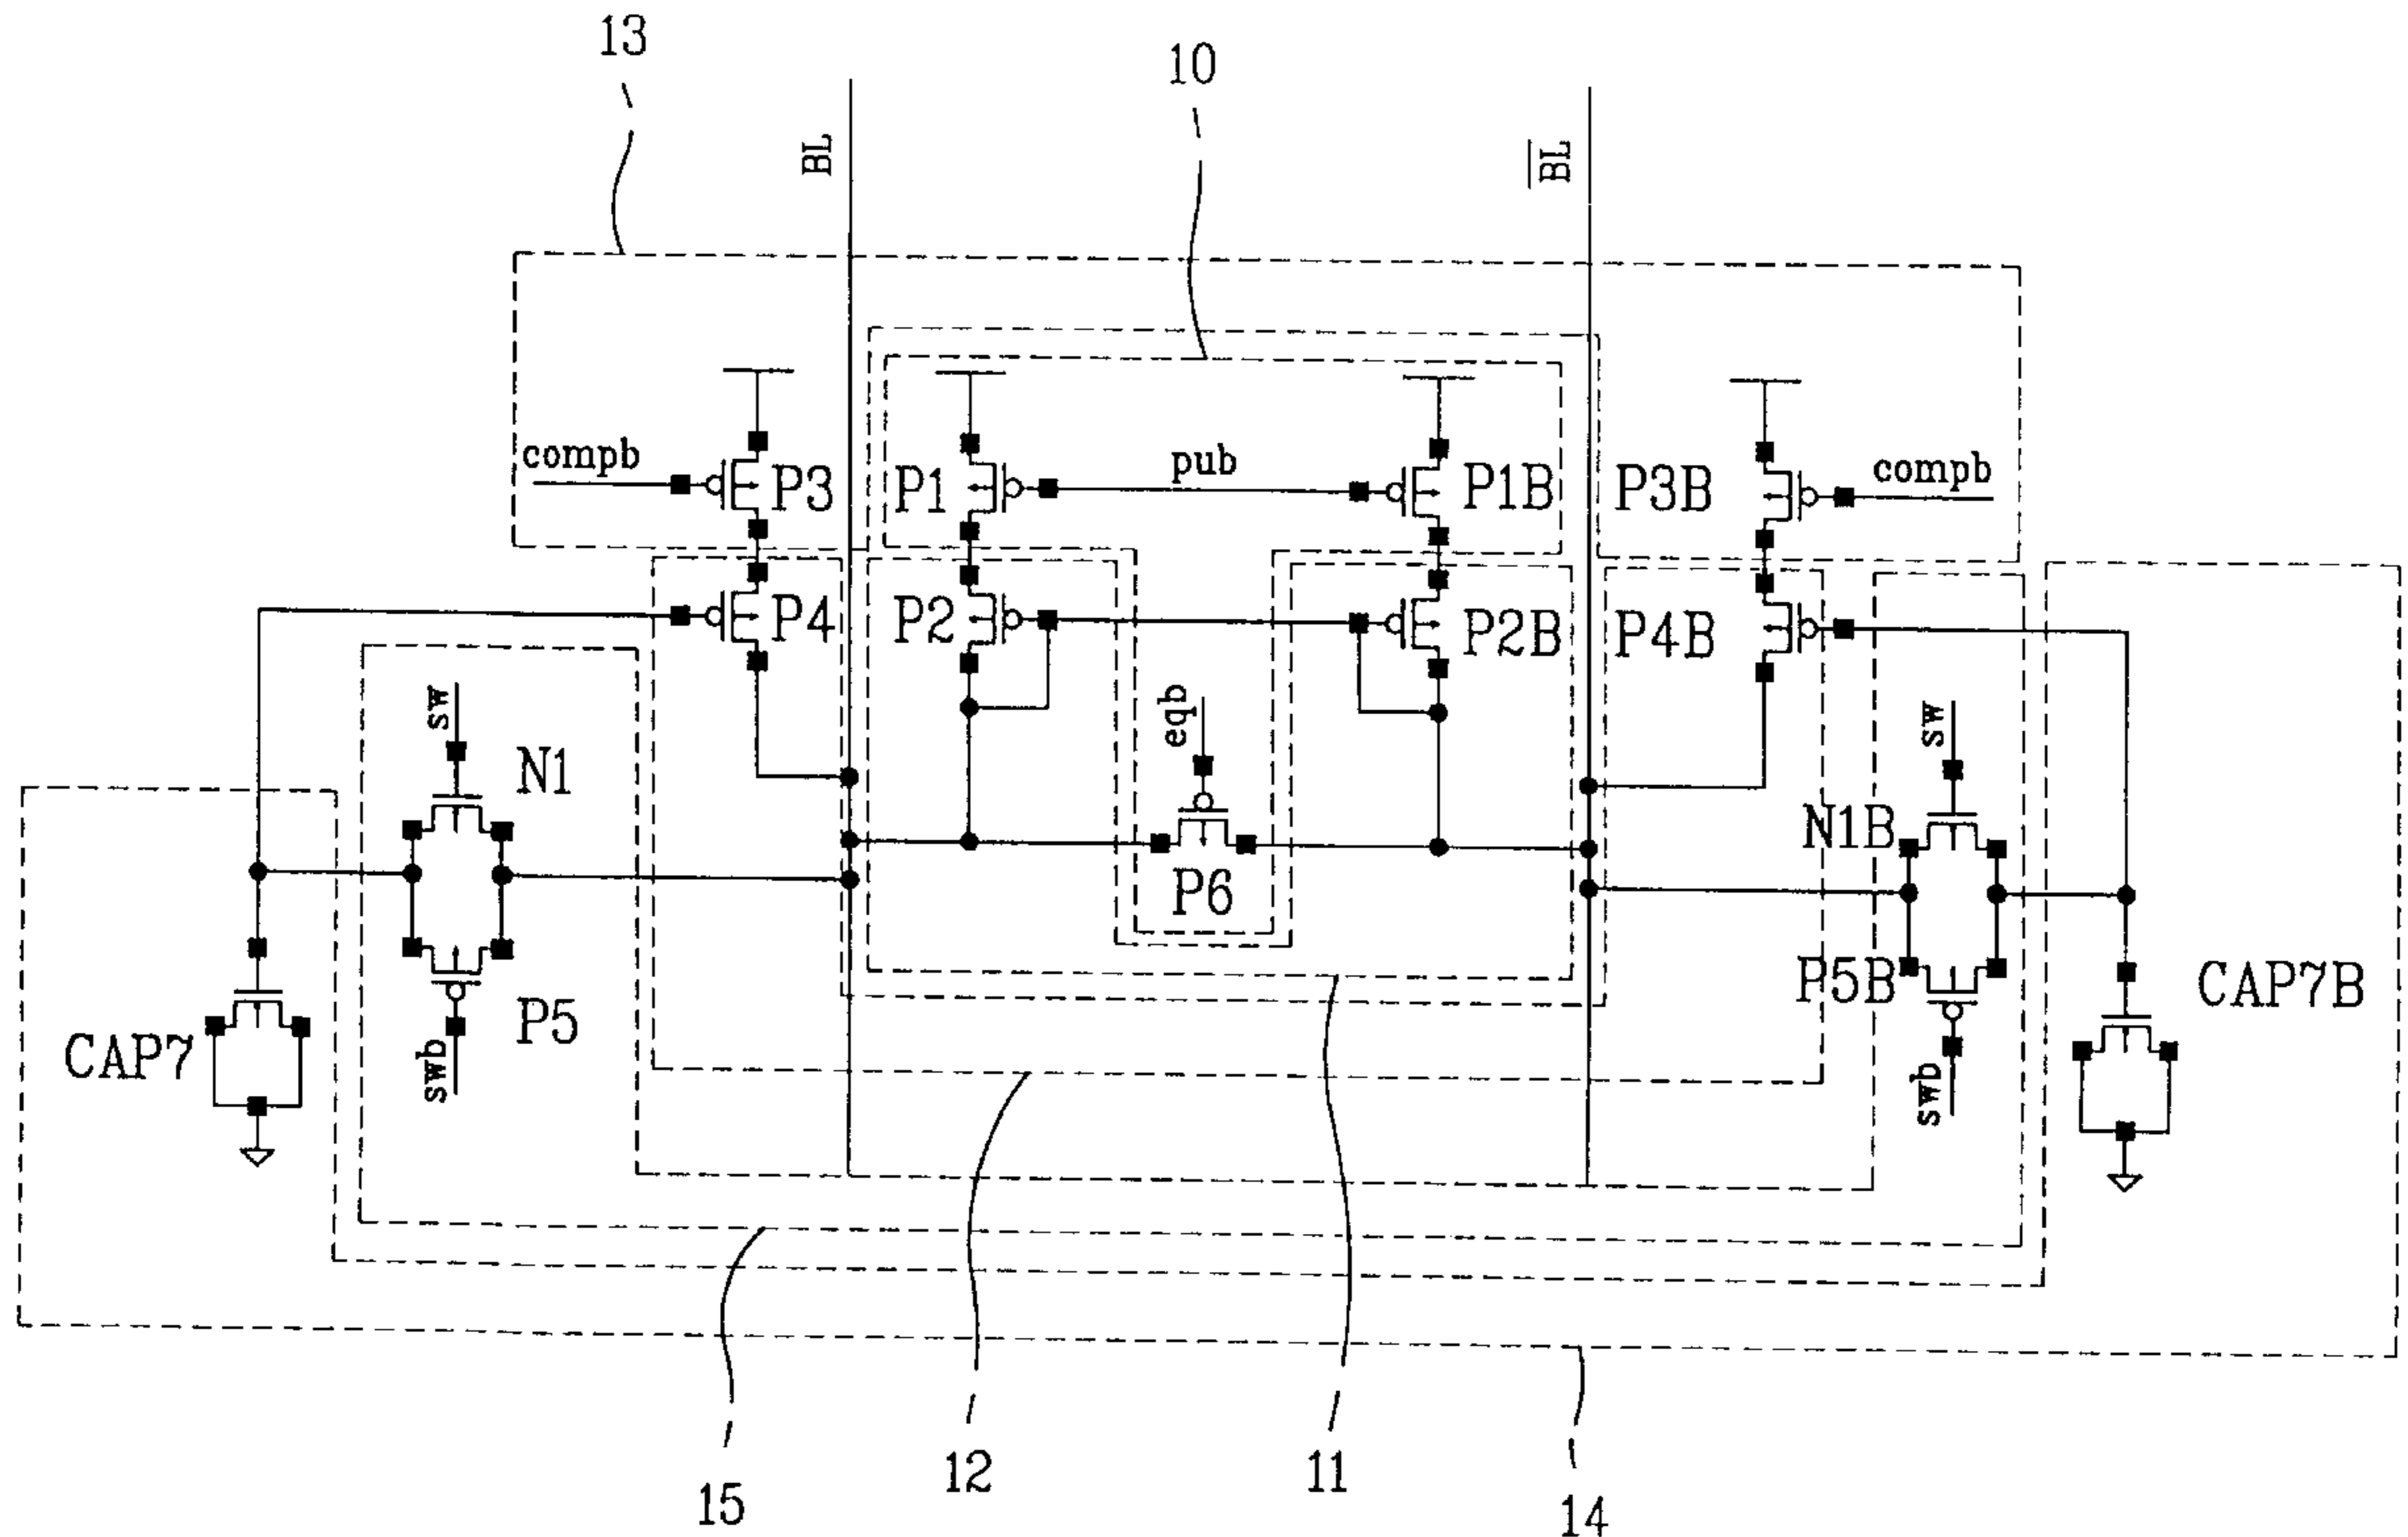 13
10
BL
B̅L̅
compb
P3
P1
pub
P1B
P3B
compb
P4
P2
P2B
P4B
sw
N1
eqb
sw
N1B
P6
P5
swb
CAP7
P5B
swb
CAP7B
12
11
15
14